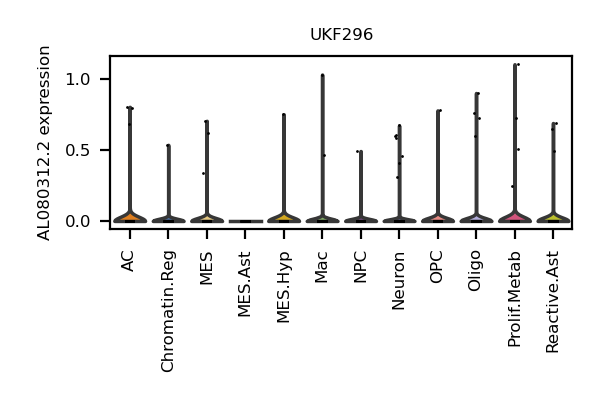 UKF296
AL080312.2 expression
1.0
0.5
0.0
AC
Chromatin.Reg
MES
MES.Ast
MES.Hyp
Mac
NPC
Neuron
OPC
Oligo
Prolif.Metab
Reactive.Ast